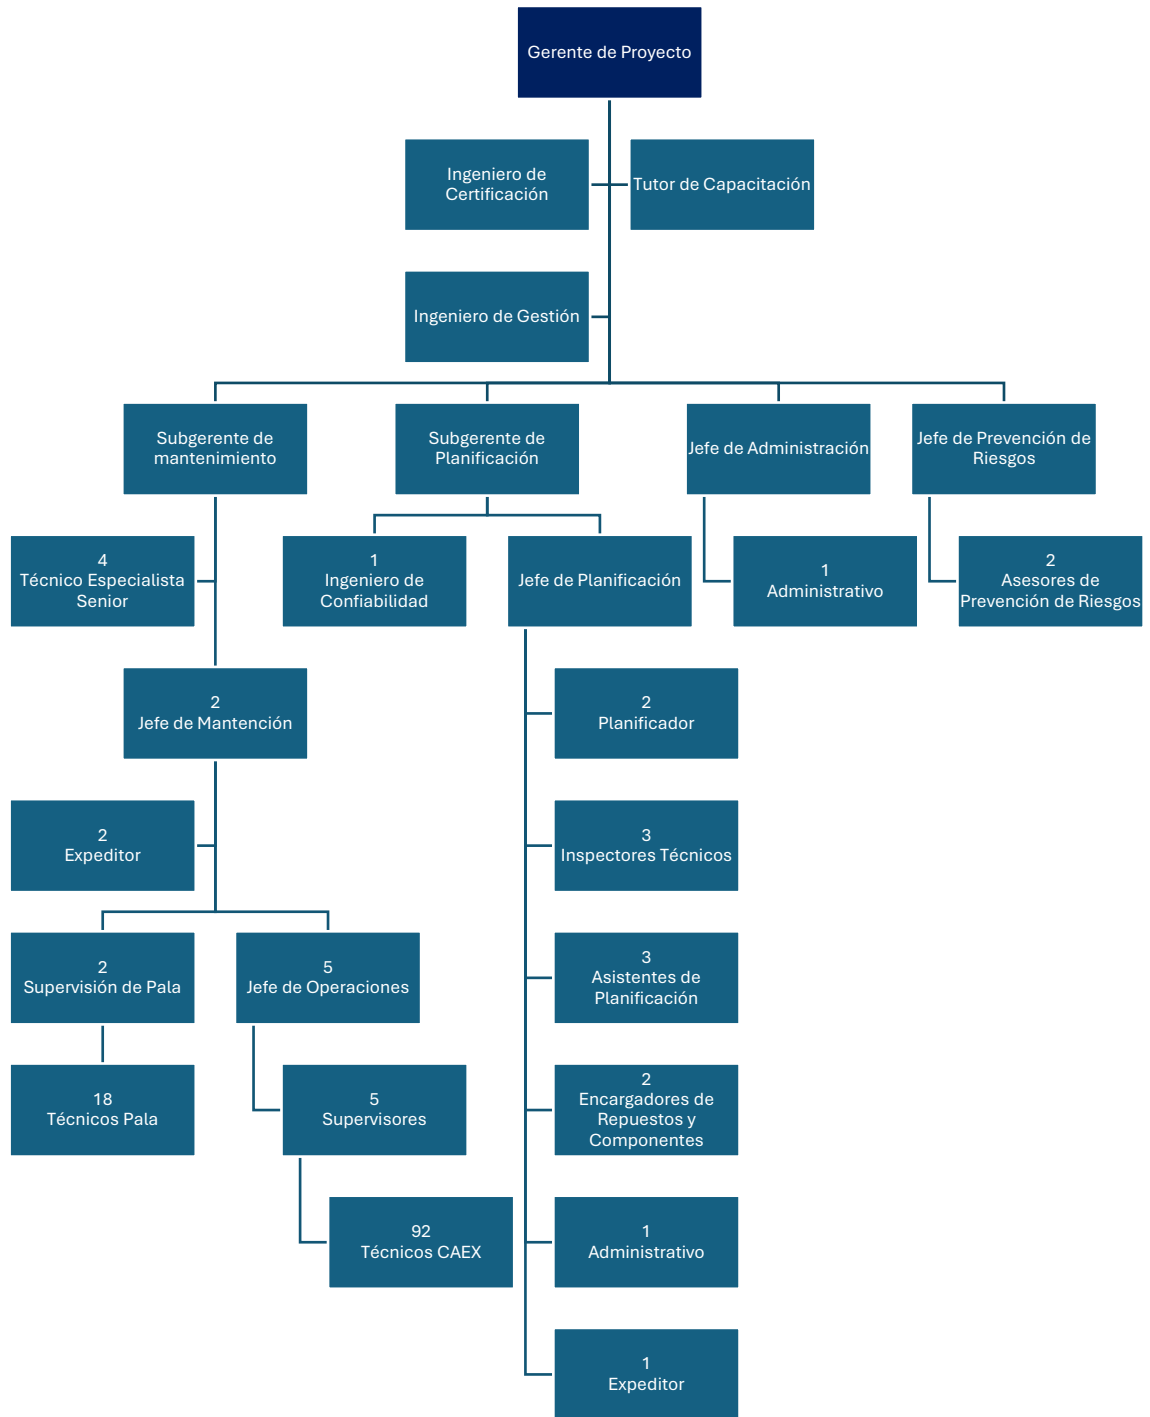 Gerente de Proyecto
Ingeniero de
Certificación
Tutor de Capacitación
Ingeniero de Gestión
Subgerente de
mantenimiento
Subgerente de
Planificación
Jefe de Administración
Jefe de Prevención de
Riesgos
4
Técnico Especialista
Senior
1
Ingeniero de
Confiabilidad
Jefe de Planificación
1
Administrativo
2
Asesores de
Prevención de Riesgos
2
Jefe de Mantención
2
Planificador
2
Expeditor
3
Inspectores Técnicos
2
Supervisión de Pala
5
Jefe de Operaciones
3
Asistentes de
Planificación
18
Técnicos Pala
5
Supervisores
2
Encargadores de
Repuestos y
Componentes
92
Técnicos CAEX
1
Administrativo
1
Expeditor